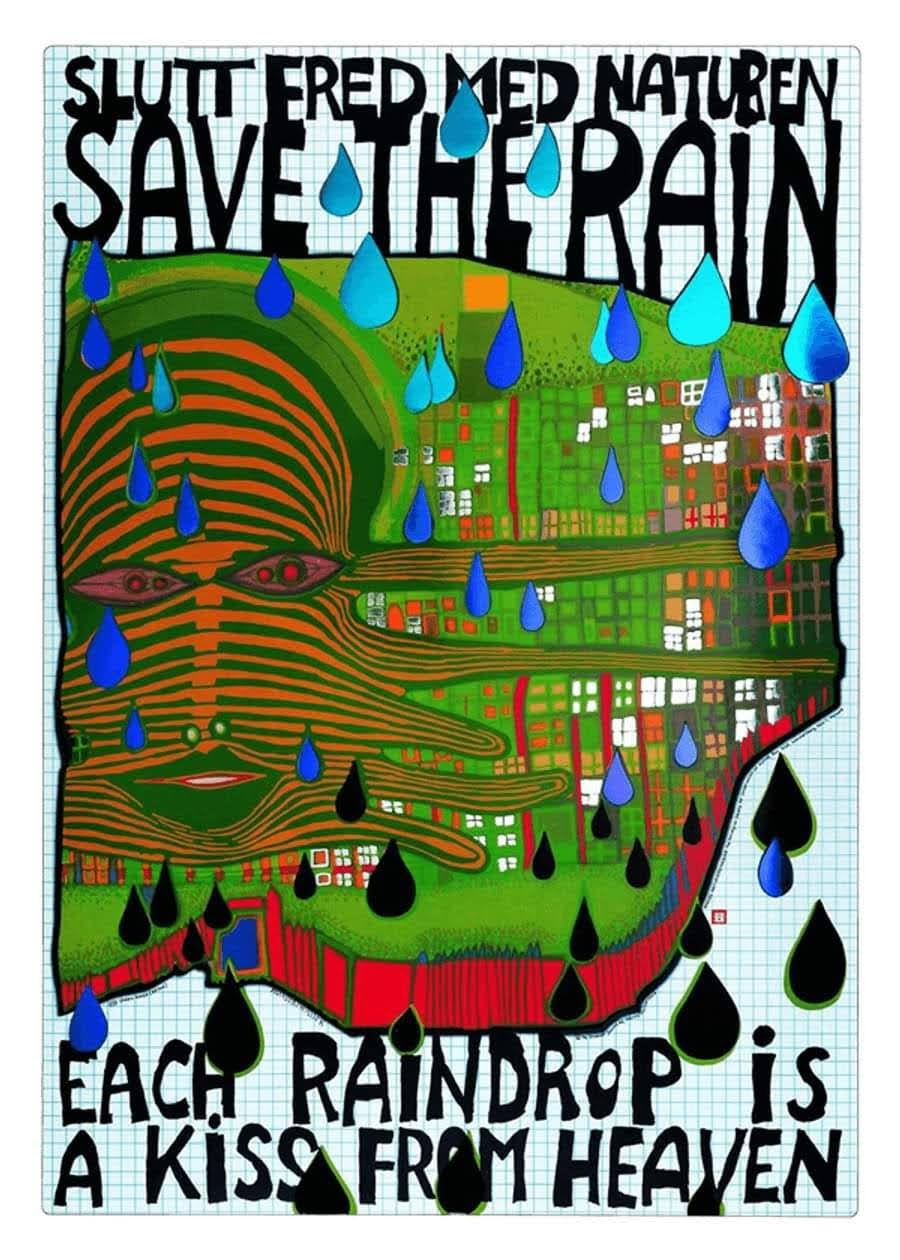 SLUTT FRED MED NATUREN
SAVE THE RAIN
EACH RAINDROP iS
A KiSS FROM HEAVEN